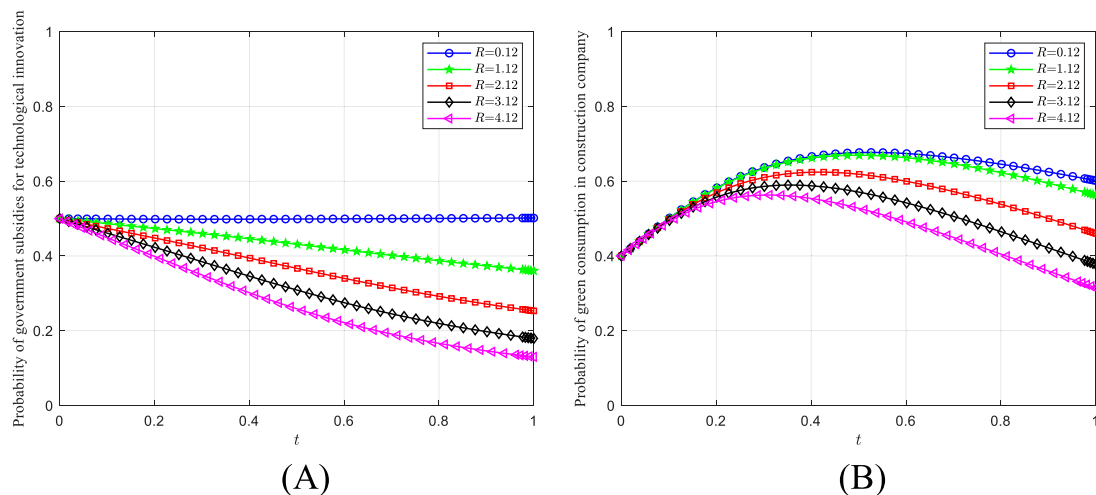 Probability of government subsidies for technological innovation
1
0.8
0.6
0.4
0.2
0
0
0.2
0.4
0.6
0.8
1
t
R=0.12
R=1.12
R=2.12
R=3.12
R=4.12
(A)
Probability of green consumption in construction company
1
0.8
0.6
0.4
0.2
0
0
0.2
0.4
0.6
0.8
1
t
R=0.12
R=1.12
R=2.12
R=3.12
R=4.12
(B)